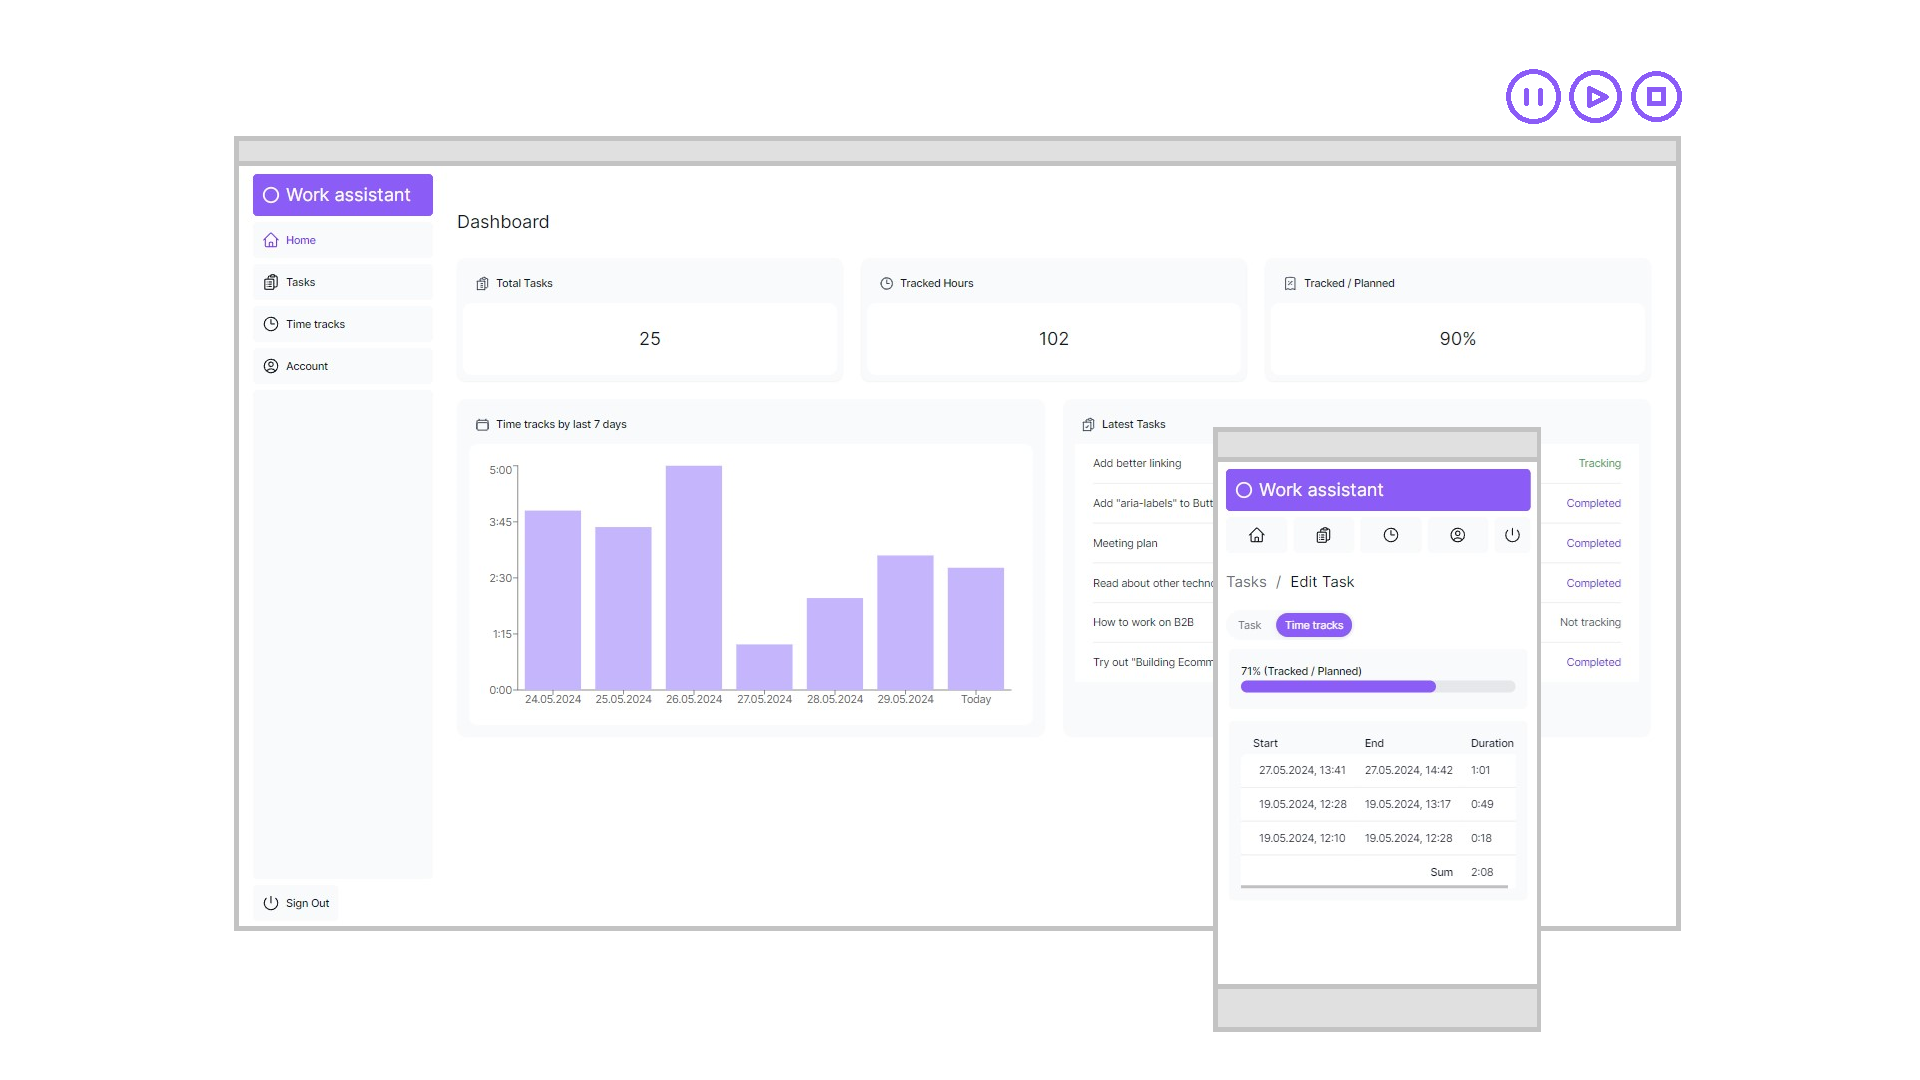 Work assistant
Home
Tasks
Time tracks
Account
Sign Out
Dashboard
Total Tasks
25
Tracked Hours
102
Tracked / Planned
90%
Time tracks by last 7 days
5:00
3:45
2:30
1:15
0:00
24.05.2024 25.05.2024 26.05.2024 27.05.2024 28.05.2024 29.05.2024 Today
Latest Tasks
Add better linking Tracking
Add "aria-labels" to Butt Completed
Meeting plan Completed
Read about other techno Completed
How to work on B2B Not tracking
Try out "Building Ecomm Completed
Work assistant
Tasks / Edit Task
Task Time tracks
71% (Tracked / Planned)
Start End Duration
27.05.2024, 13:41 27.05.2024, 14:42 1:01
19.05.2024, 12:28 19.05.2024, 13:17 0:49
19.05.2024, 12:10 19.05.2024, 12:28 0:18
Sum 2:08